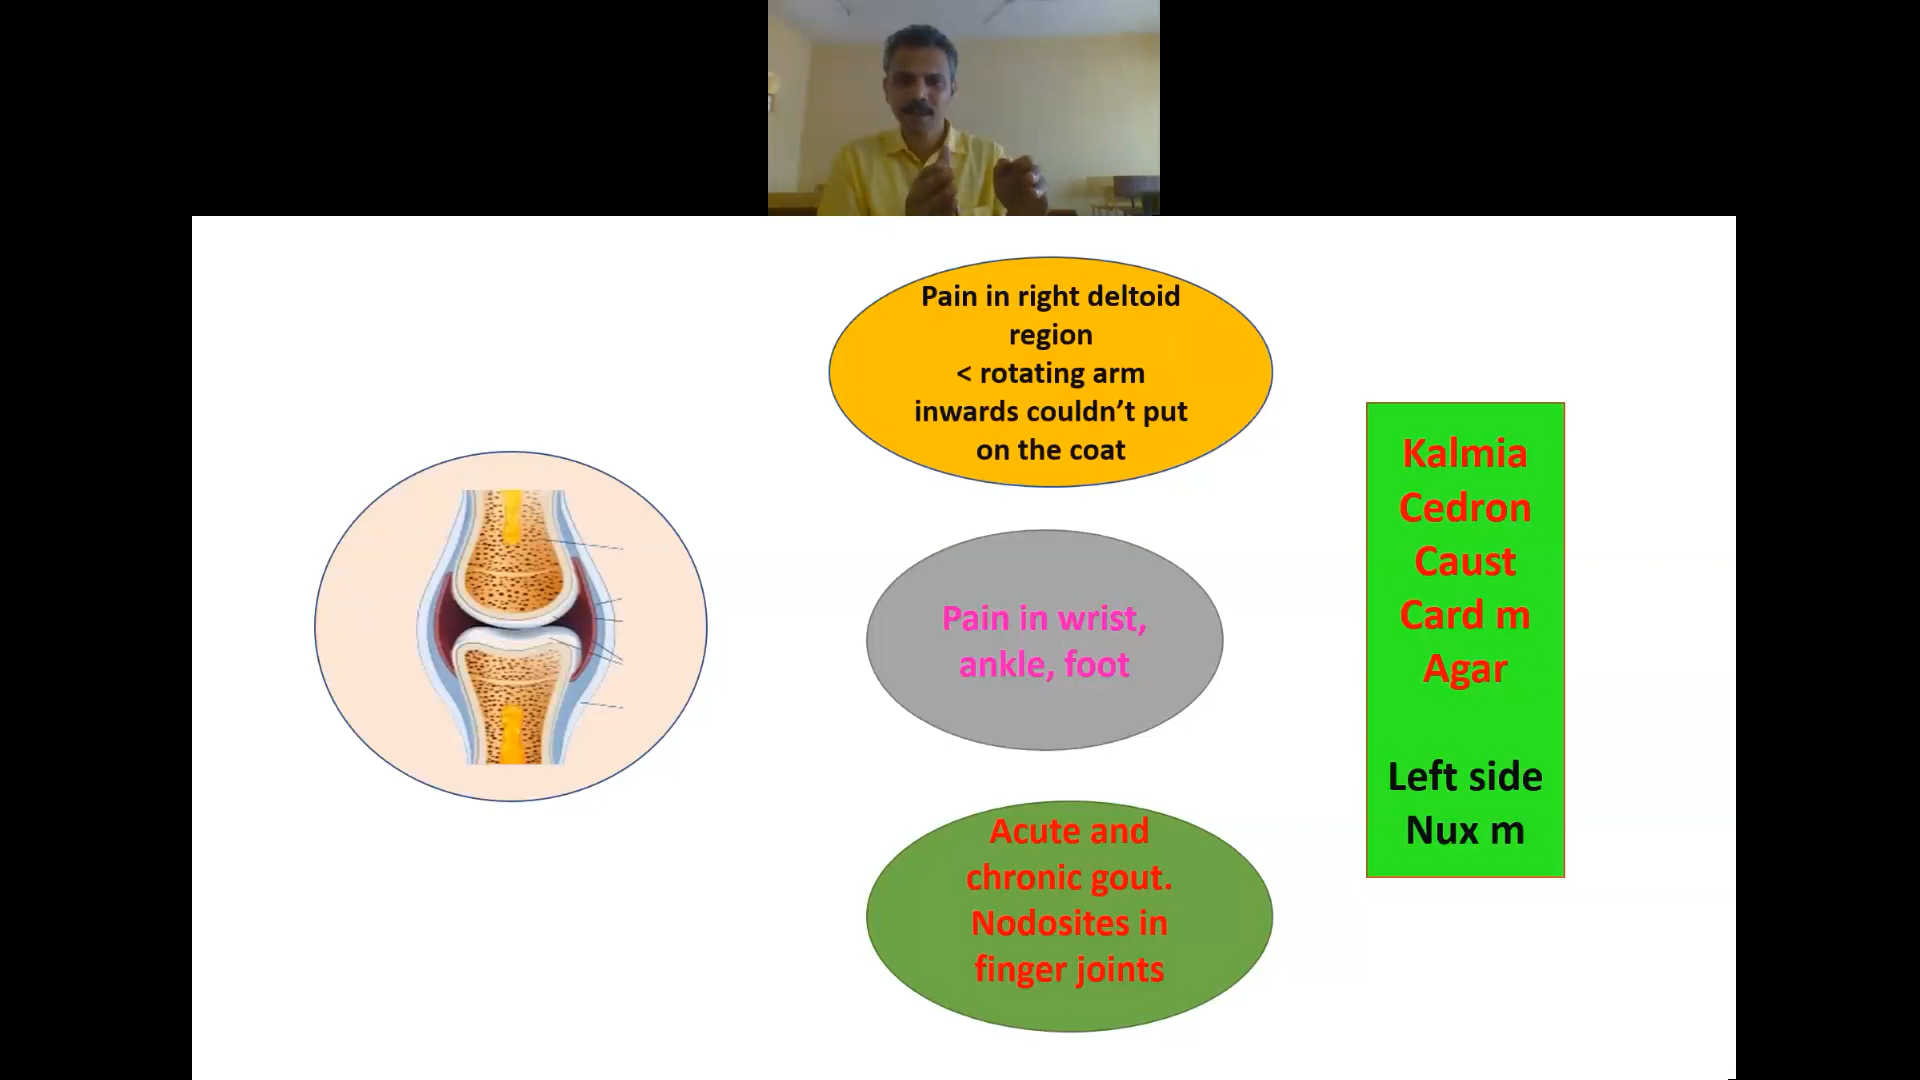 Pain in right deltoid
region
< rotating arm
inwards couldn’t put
on the coat
Pain in wrist,
ankle, foot
Acute and
chronic gout.
Nodosites in
finger joints
Kalmia
Cedron
Caust
Card m
Agar
Left side
Nux m